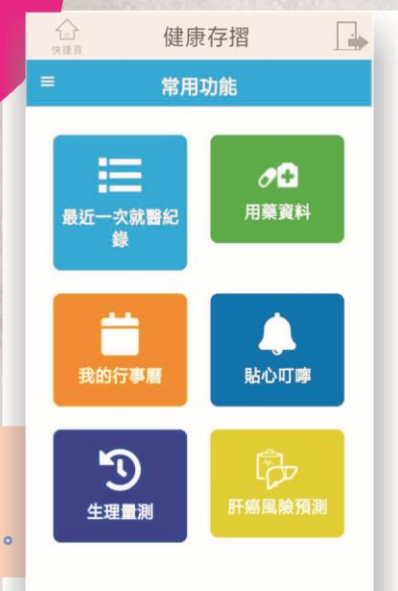 健康存摺
快捷頁
常用功能
最近一次就醫紀
錄
用藥資料
我的行事曆
貼心叮嚀
生理量測
肝癌風險預測